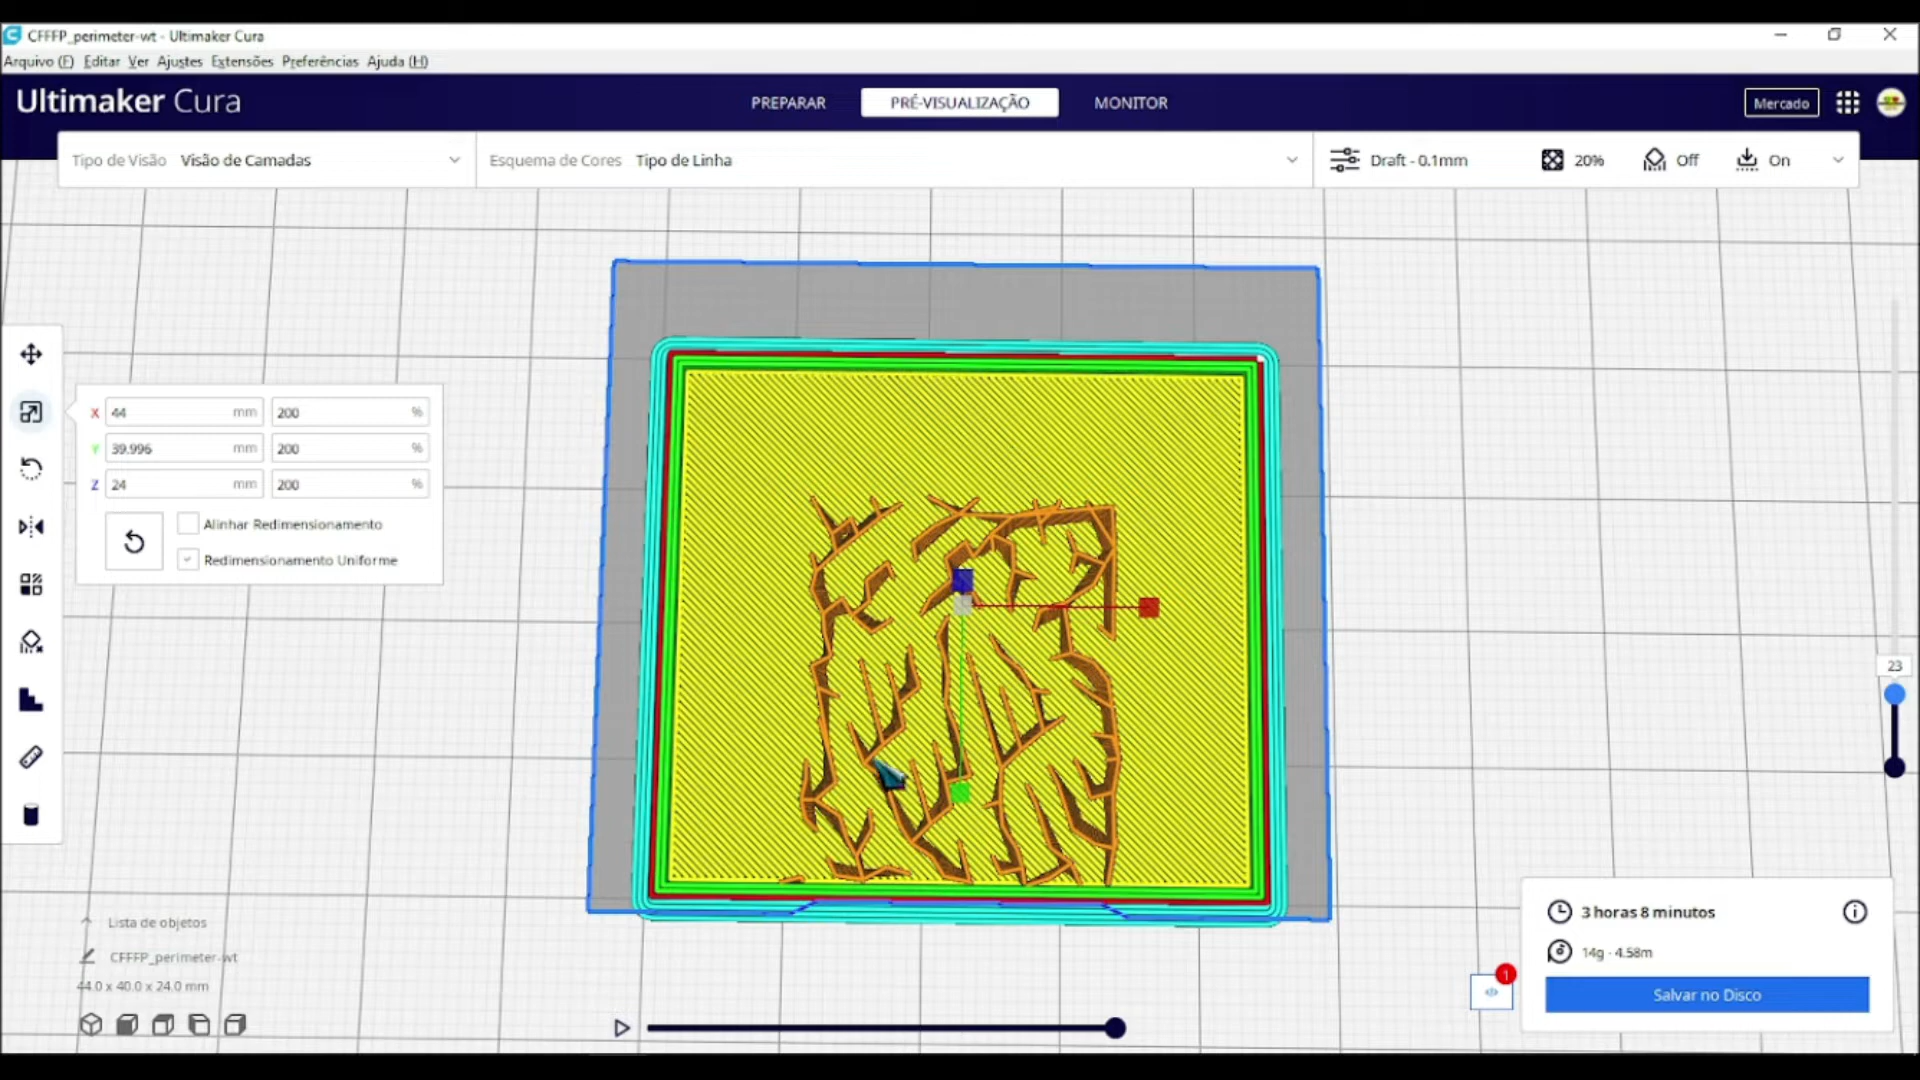 CFFFP_perimeter-wt - Ultimaker Cura
Arquivo (F) Editar Ver Ajustes Extensões Preferências Ajuda (H)
Ultimaker Cura
PREPARAR PRÉ-VISUALIZAÇÃO MONITOR
Mercado
Tipo de Visão Visão de Camadas
Esquema de Cores Tipo de Linha
Draft - 0.1mm 20% Off On
X 44 mm 200 %
Y 39.996 mm 200 %
Z 24 mm 200 %
Alinhar Redimensionamento
Redimensionamento Uniforme
23
Lista de objetos
CFFFP_perimeter-wt
44.0 x 40.0 x 24.0 mm
3 horas 8 minutos
14g · 4.58m
1
Salvar no Disco